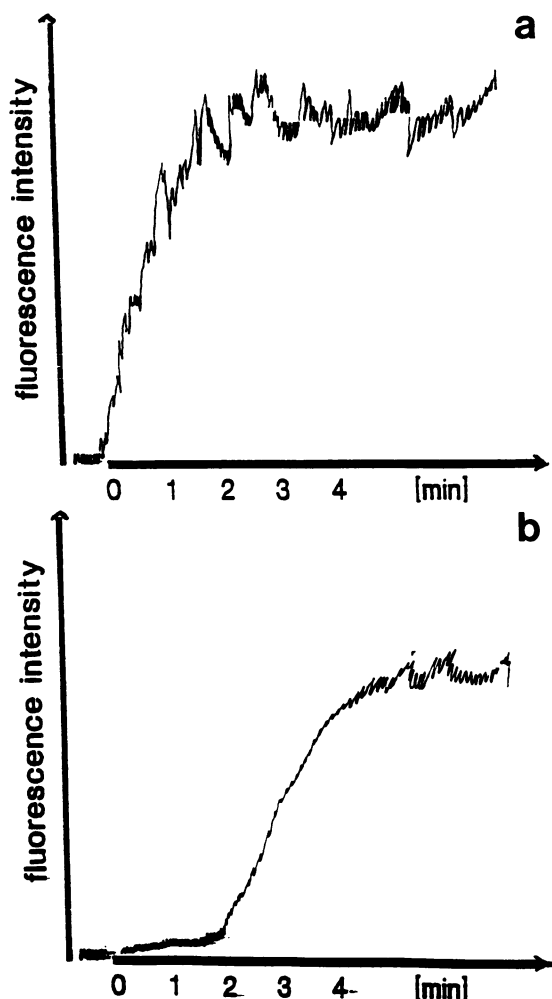 a
fluorescence intensity
0 1 2 3 4 [min]
b
fluorescence intensity
0 1 2 3 4 [min]